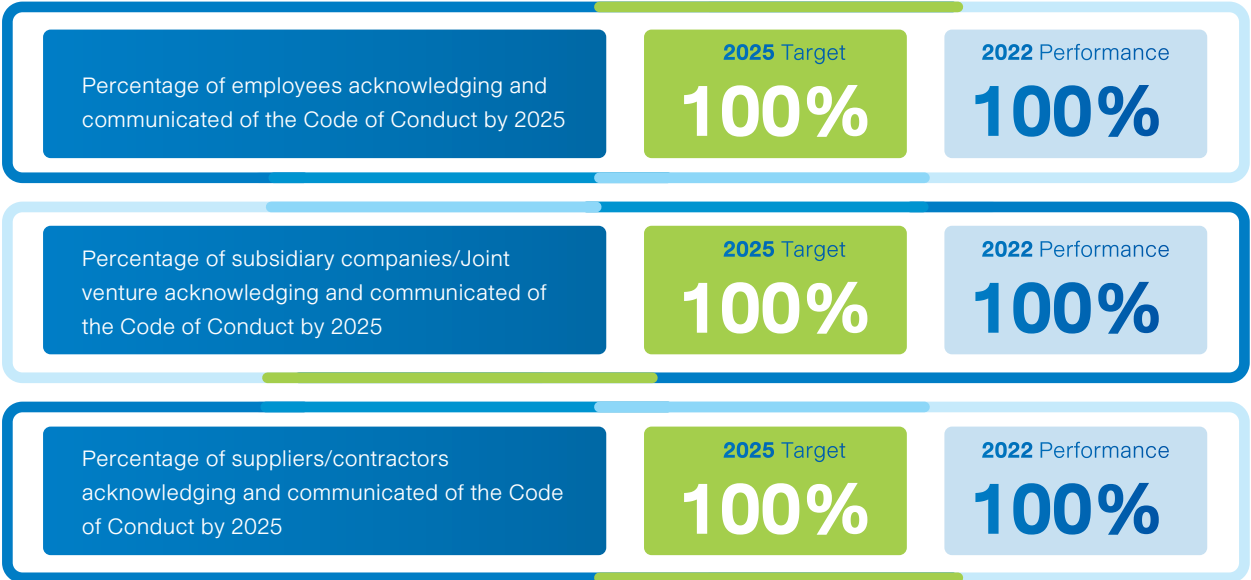 Percentage of employees acknowledging and
communicated of the Code of Conduct by 2025
2025 Target
100%
2022 Performance
100%
Percentage of subsidiary companies/Joint
venture acknowledging and communicated of
the Code of Conduct by 2025
2025 Target
100%
2022 Performance
100%
Percentage of suppliers/contractors
acknowledging and communicated of the Code
of Conduct by 2025
2025 Target
100%
2022 Performance
100%